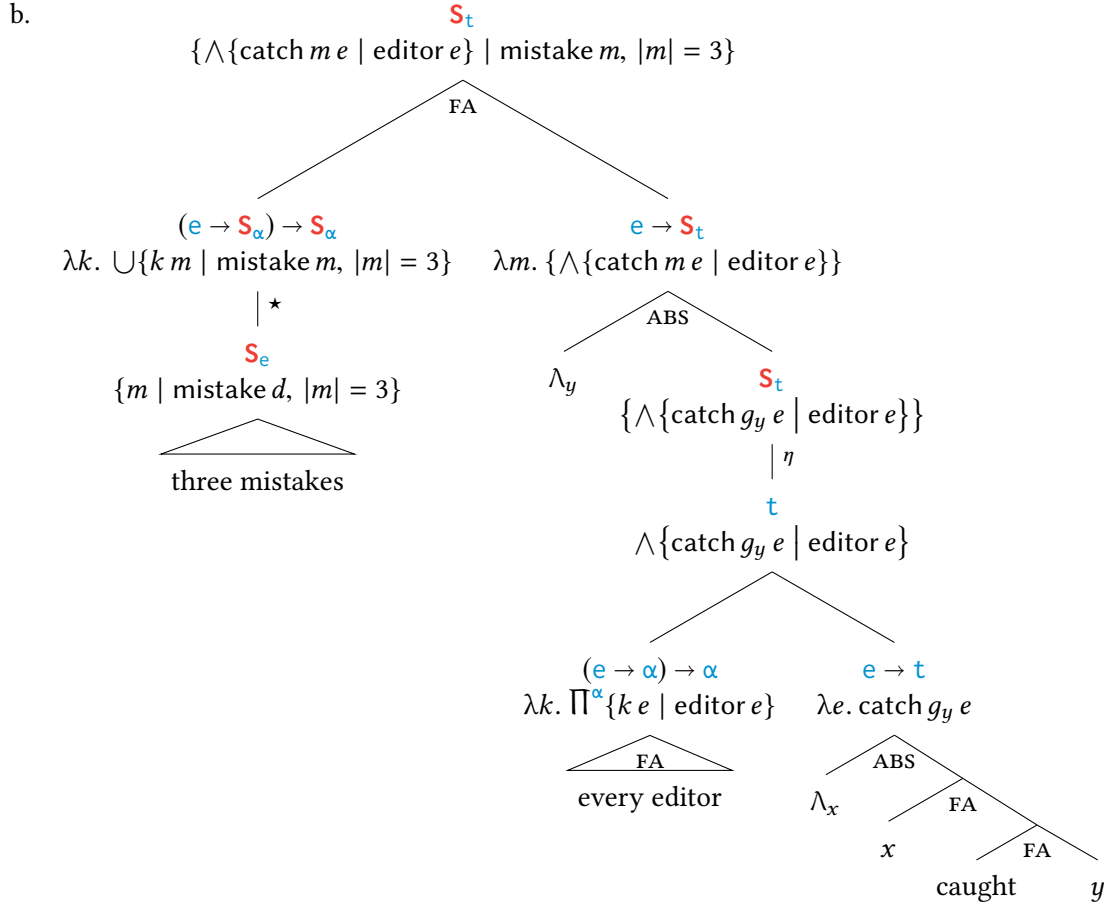 b.
S_t
{⋀{catch m e | editor e} | mistake m, |m| = 3}
FA
(e → S_α) → S_α
e → S_t
λk. ⋃{k m | mistake m, |m| = 3}
λm. {⋀{catch m e | editor e}}
⋆
ABS
S_e
{m | mistake d, |m| = 3}
Λ_y
S_t
{⋀{catch g_y e | editor e}}
three mistakes
η
t
⋀{catch g_y e | editor e}
(e → α) → α
e → t
λk. ∏^α{k e | editor e}
λe. catch g_y e
FA
ABS
every editor
Λ_x
FA
x
FA
caught
y